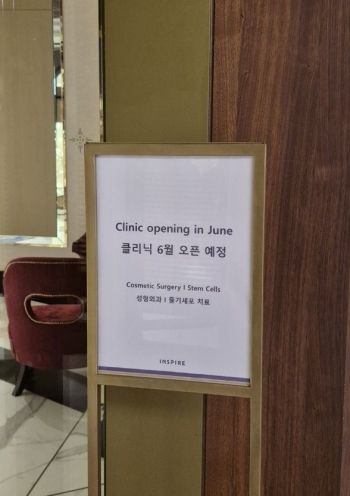 Clinic opening in June
클리닉 6월 오픈 예정
Cosmetic Surgery I Stem Cells
성형외과 I 줄기세포 치료
INSPIRE